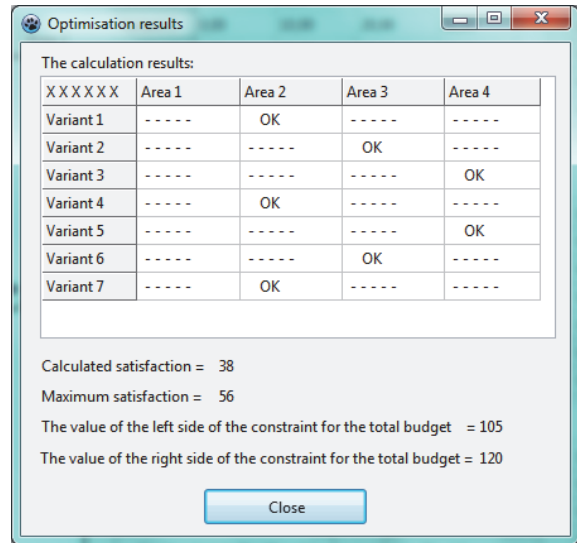 Optimisation results
The calculation results:
XXXXXX Area 1 Area 2 Area 3 Area 4
Variant 1 ----- OK ----- -----
Variant 2 ----- ----- OK -----
Variant 3 ----- ----- ----- OK
Variant 4 ----- OK ----- -----
Variant 5 ----- ----- ----- OK
Variant 6 ----- ----- OK -----
Variant 7 ----- OK ----- -----
Calculated satisfaction = 38
Maximum satisfaction = 56
The value of the left side of the constraint for the total budget = 105
The value of the right side of the constraint for the total budget = 120
Close